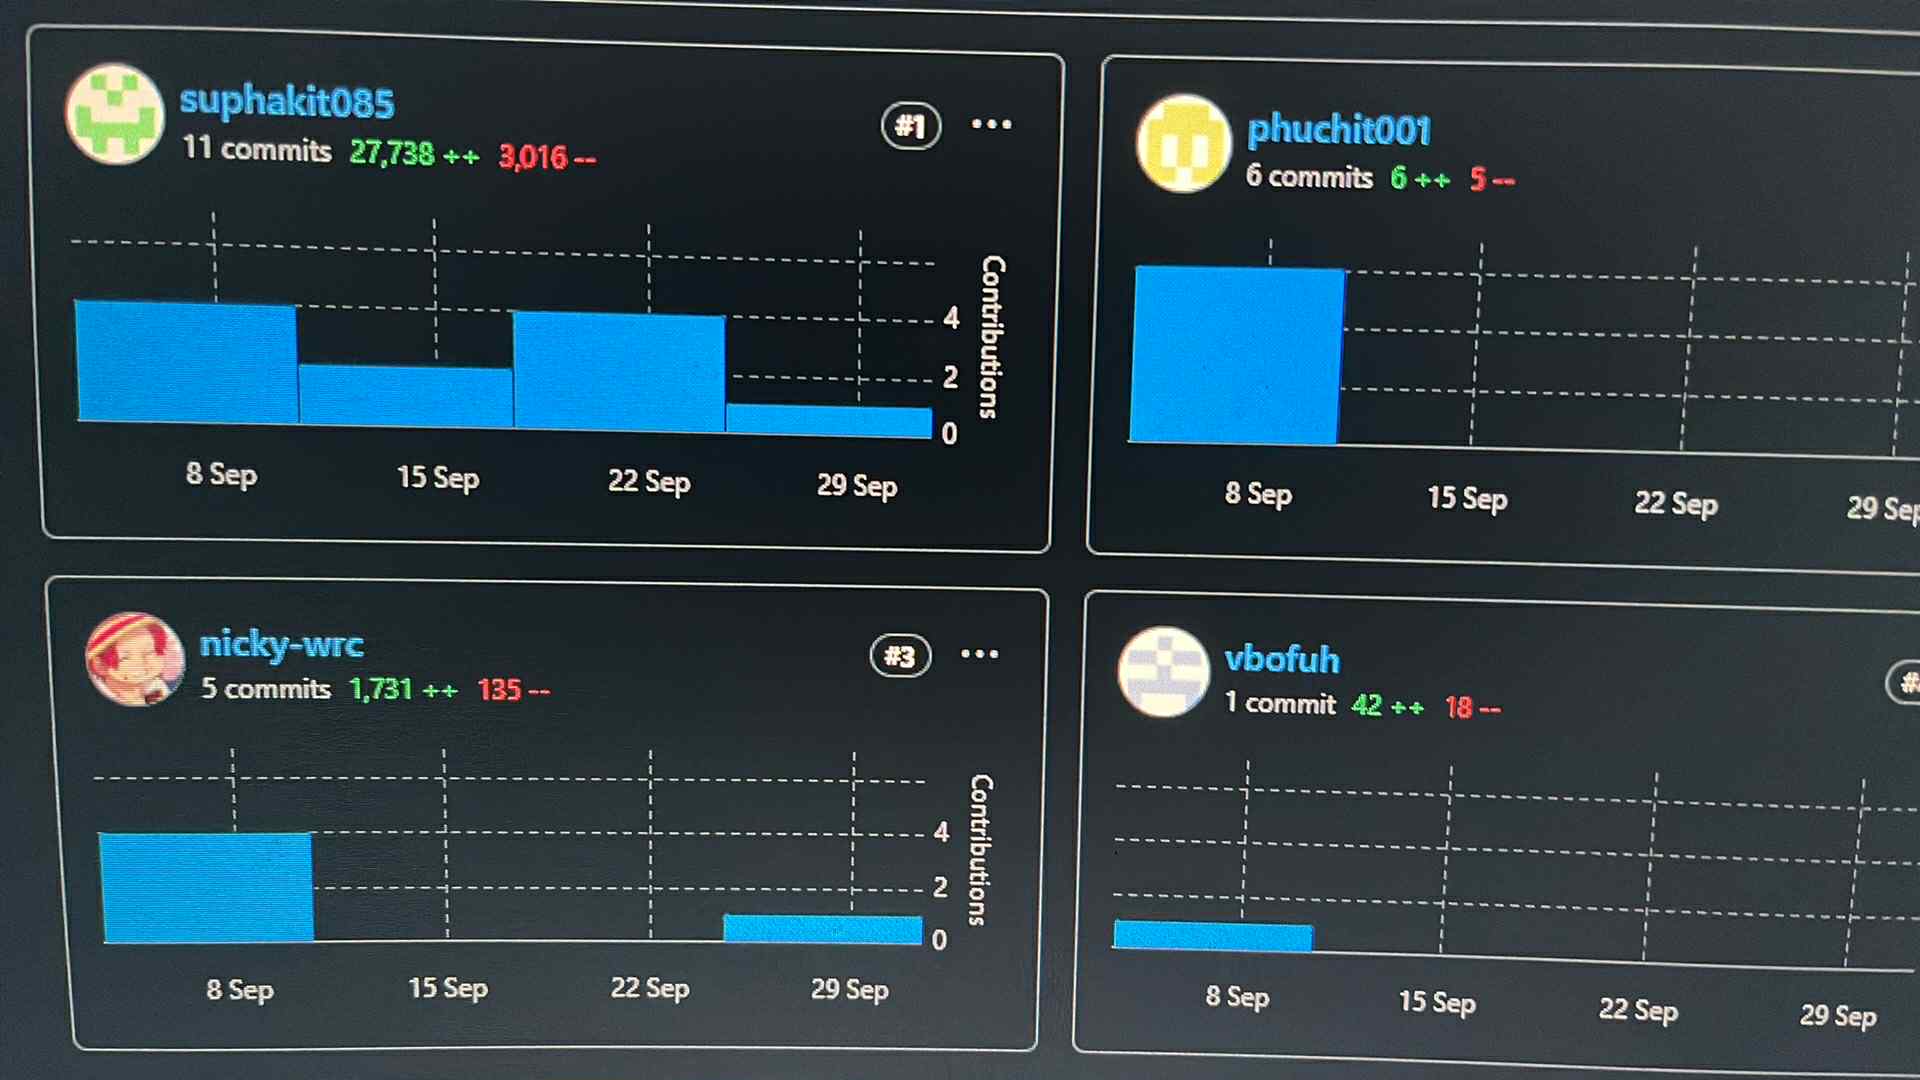 suphakit085
11 commits 27,738 ++ 3,016 --
#1
Contributions
4
2
0
8 Sep 15 Sep 22 Sep 29 Sep
phuchit001
6 commits 6 ++ 5 --
8 Sep 15 Sep 22 Sep 29 Sep
nicky-wrc
5 commits 1,731 ++ 135 --
#3
Contributions
4
2
0
8 Sep 15 Sep 22 Sep 29 Sep
vbofuh
1 commit 42 ++ 18 --
8 Sep 15 Sep 22 Sep 29 Sep